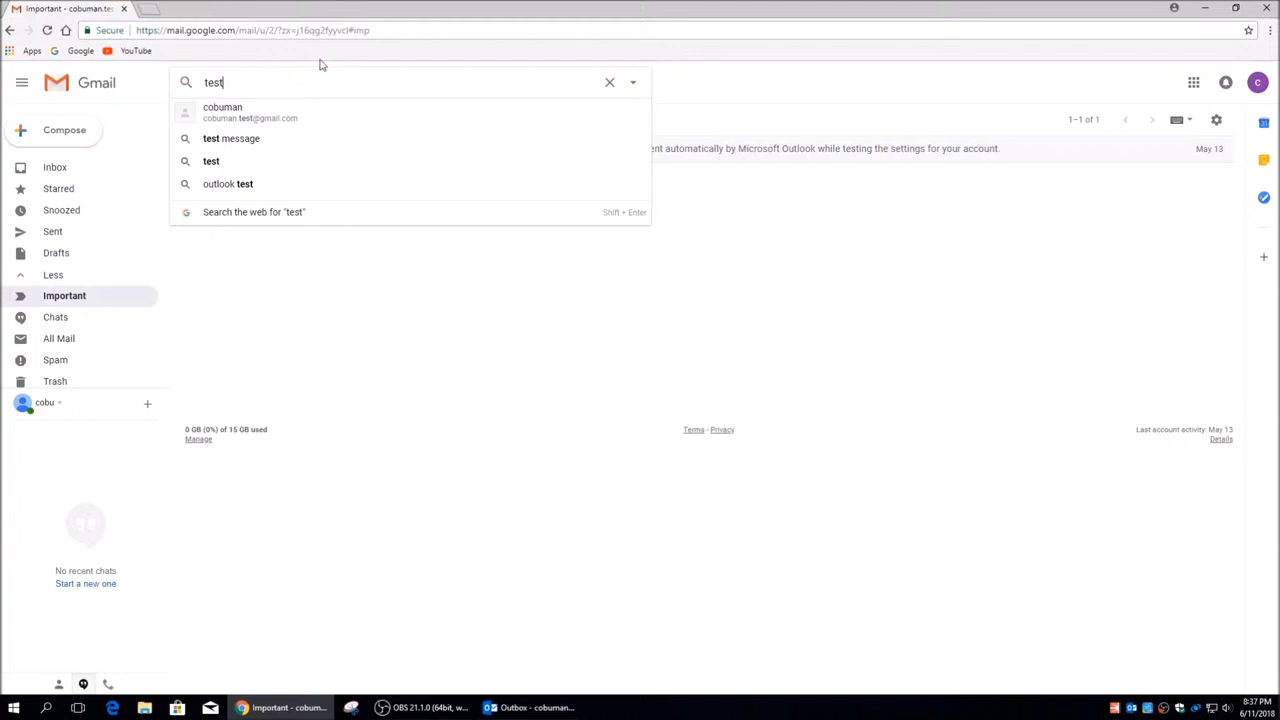 Important - cobuman.te
Secure
https://mail.google.com/mail/u/2/?zx=j16qg2fyyvcl#imp
Apps
Google
YouTube
Gmail
test
cobuman
cobuman.test@gmail.com
test message
test
outlook test
Search the web for "test"
Shift + Enter
1–1 of 1
ent automatically by Microsoft Outlook while testing the settings for your account.
May 13
Compose
Inbox
Starred
Snoozed
Sent
Drafts
Less
Important
Chats
All Mail
Spam
Trash
cobu
0 GB (0%) of 15 GB used
Manage
Terms - Privacy
Last account activity: May 13
Details
No recent chats
Start a new one
Important - cobum...
OBS 21.1.0 (64bit, w...
Outbox - cobuman...
8:37 PM
6/11/2018